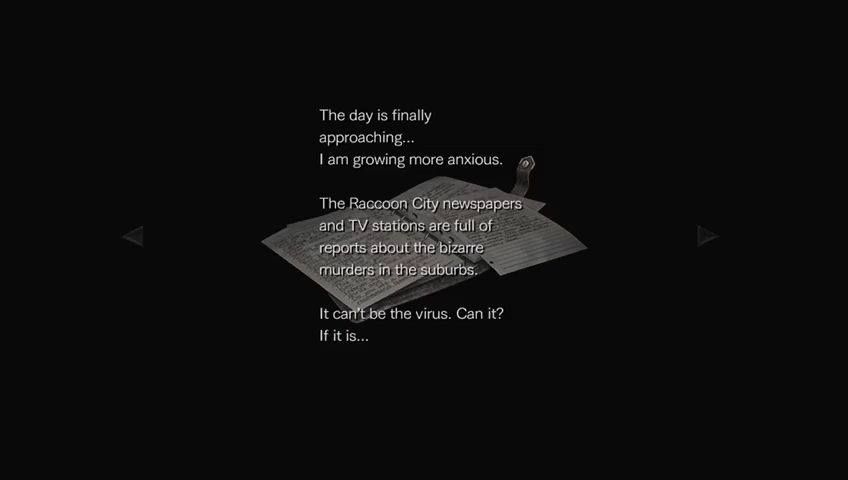 The day is finally
approaching...
I am growing more anxious.
The Raccoon City newspapers
and TV stations are full of
reports about the bizarre
murders in the suburbs.
It can't be the virus. Can it?
If it is...